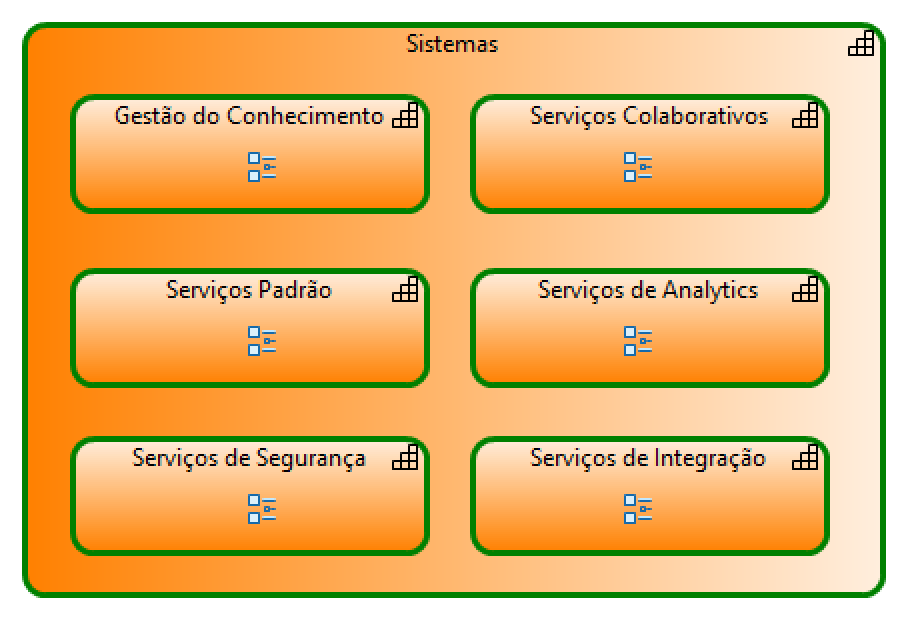 Sistemas
Gestão do Conhecimento
Serviços Colaborativos
Serviços Padrão
Serviços de Analytics
Serviços de Segurança
Serviços de Integração